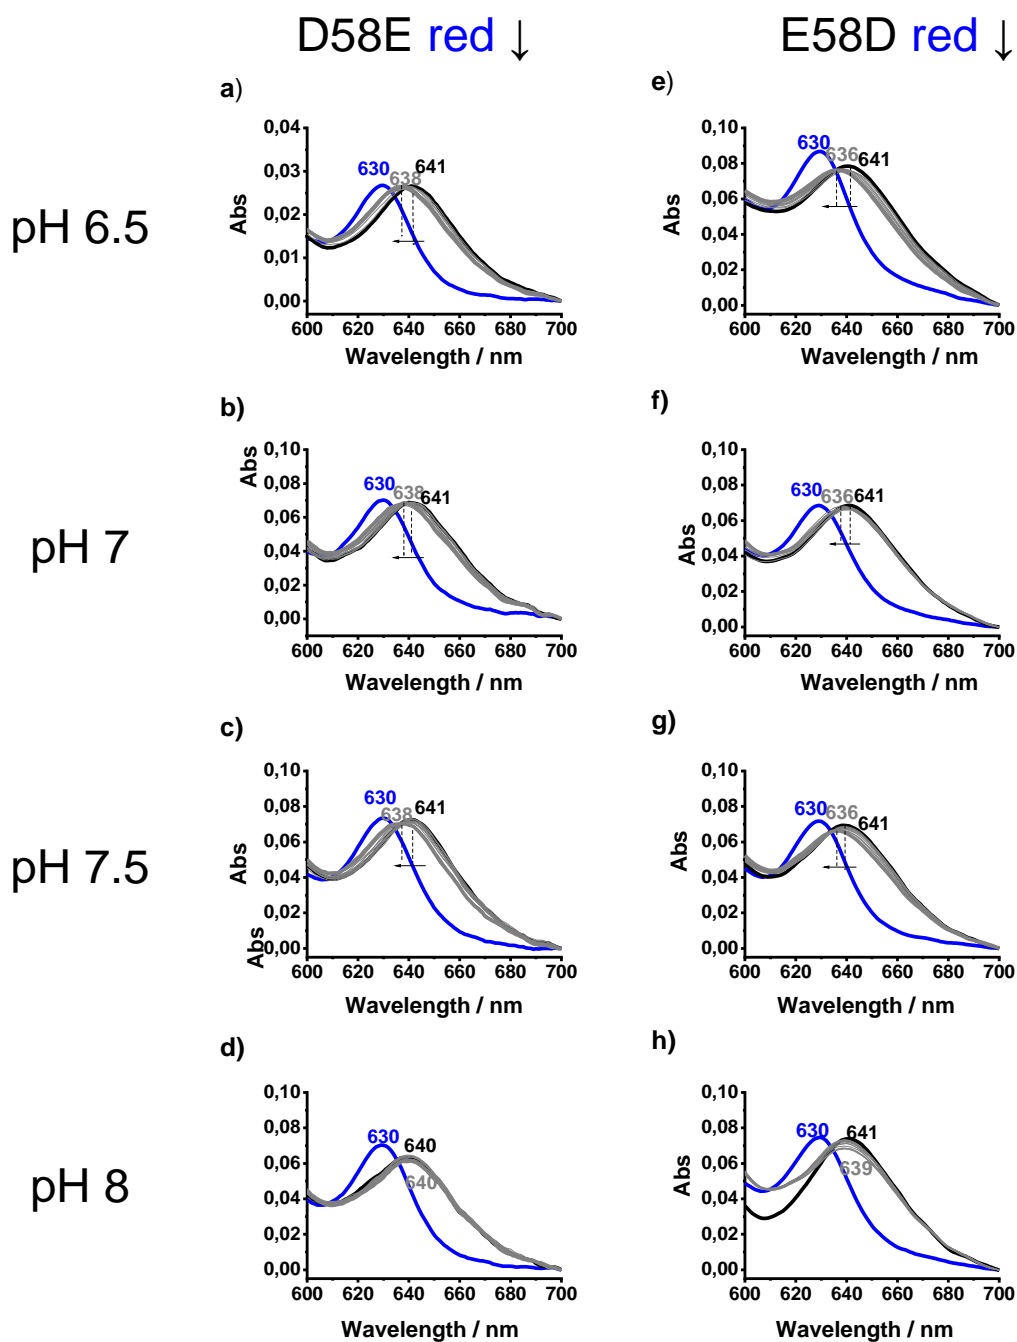 D58E red ↓
E58D red ↓
pH 6.5
a)
0,04
0,03
0,02
0,01
0,00
Abs
630
638
641
600 620 640 660 680 700
Wavelength / nm
e)
0,10
0,08
0,06
0,04
0,02
0,00
Abs
630
636
641
600 620 640 660 680 700
Wavelength / nm
pH 7
b)
0,10
0,08
0,06
0,04
0,02
0,00
Abs
630
638
641
600 620 640 660 680 700
Wavelength / nm
f)
0,10
0,08
0,06
0,04
0,02
0,00
Abs
630
636
641
600 620 640 660 680 700
Wavelength / nm
pH 7.5
c)
0,10
0,08
0,06
0,04
0,02
0,00
Abs
630
638
641
600 620 640 660 680 700
Wavelength / nm
g)
0,10
0,08
0,06
0,04
0,02
0,00
Abs
630
636
641
600 620 640 660 680 700
Wavelength / nm
pH 8
d)
0,10
0,08
0,06
0,04
0,02
0,00
Abs
630
640
640
600 620 640 660 680 700
Wavelength / nm
h)
0,10
0,08
0,06
0,04
0,02
0,00
Abs
630
641
639
600 620 640 660 680 700
Wavelength / nm